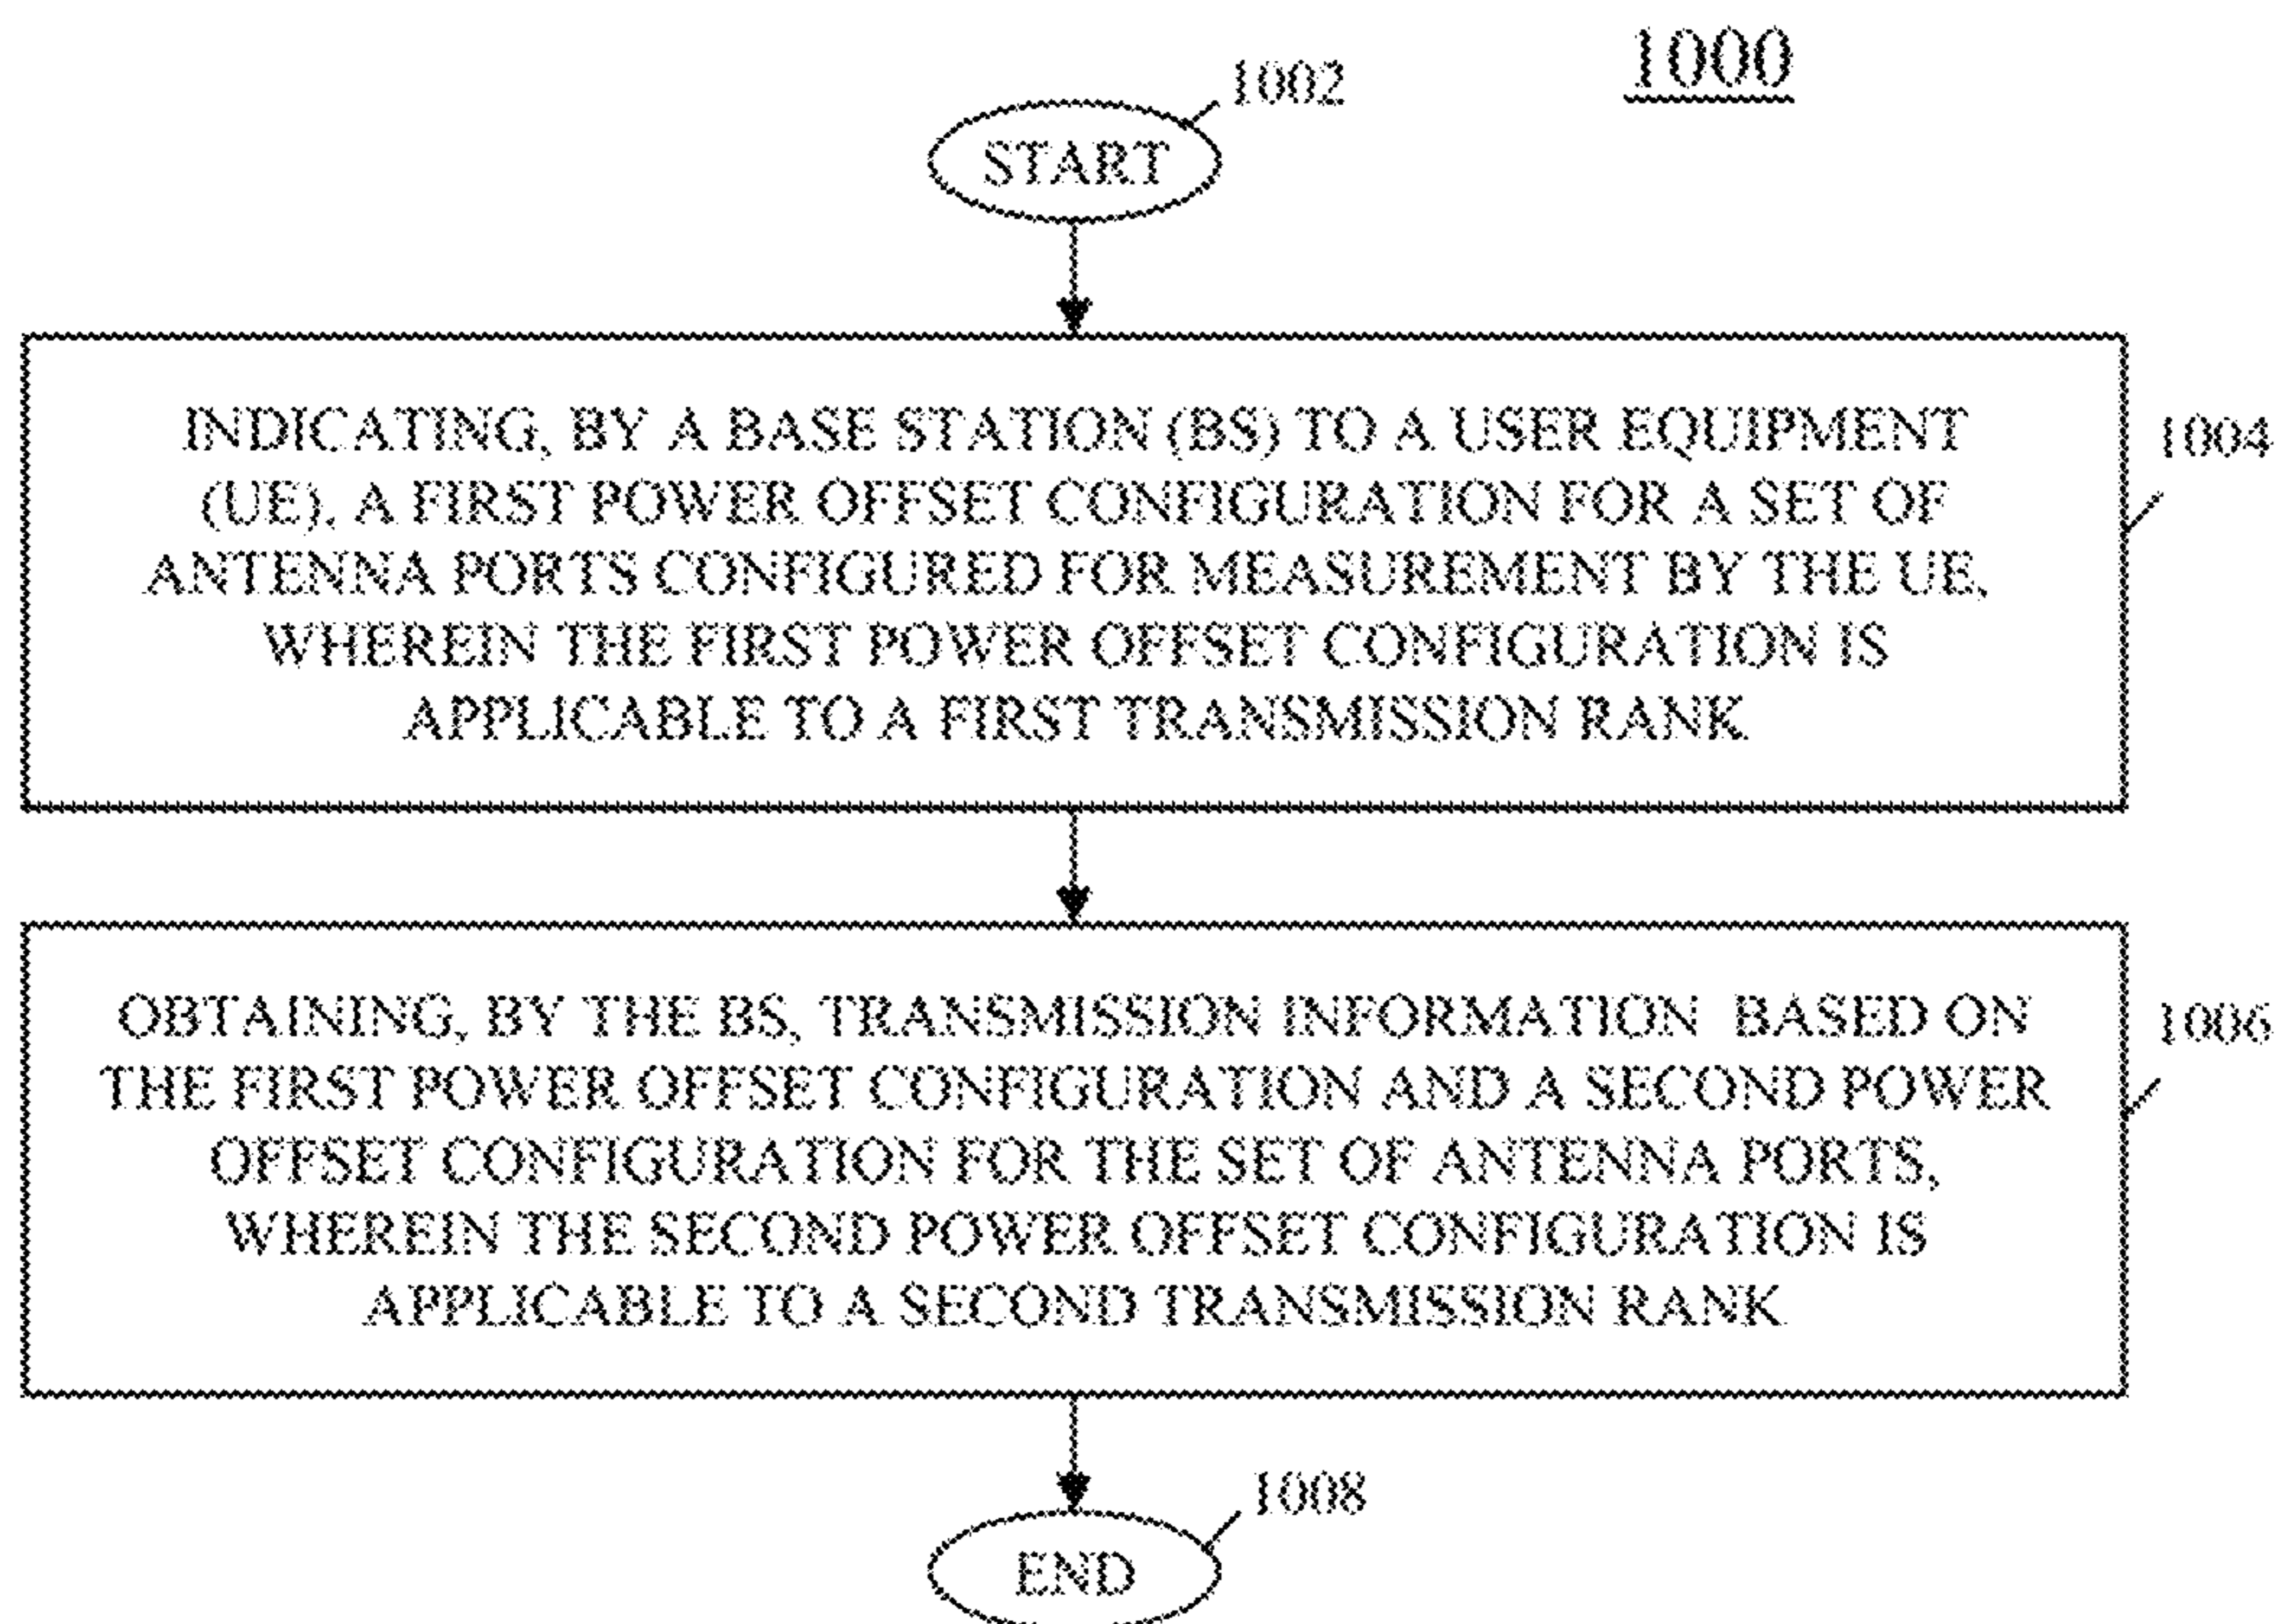 1000
1002
START
INDICATING, BY A BASE STATION (BS) TO A USER EQUIPMENT
(UE), A FIRST POWER OFFSET CONFIGURATION FOR A SET OF
ANTENNA PORTS CONFIGURED FOR MEASUREMENT BY THE UE,
WHEREIN THE FIRST POWER OFFSET CONFIGURATION IS
APPLICABLE TO A FIRST TRANSMISSION RANK
1004
OBTAINING, BY THE BS, TRANSMISSION INFORMATION BASED ON
THE FIRST POWER OFFSET CONFIGURATION AND A SECOND POWER
OFFSET CONFIGURATION FOR THE SET OF ANTENNA PORTS,
WHEREIN THE SECOND POWER OFFSET CONFIGURATION IS
APPLICABLE TO A SECOND TRANSMISSION RANK
1006
1008
END